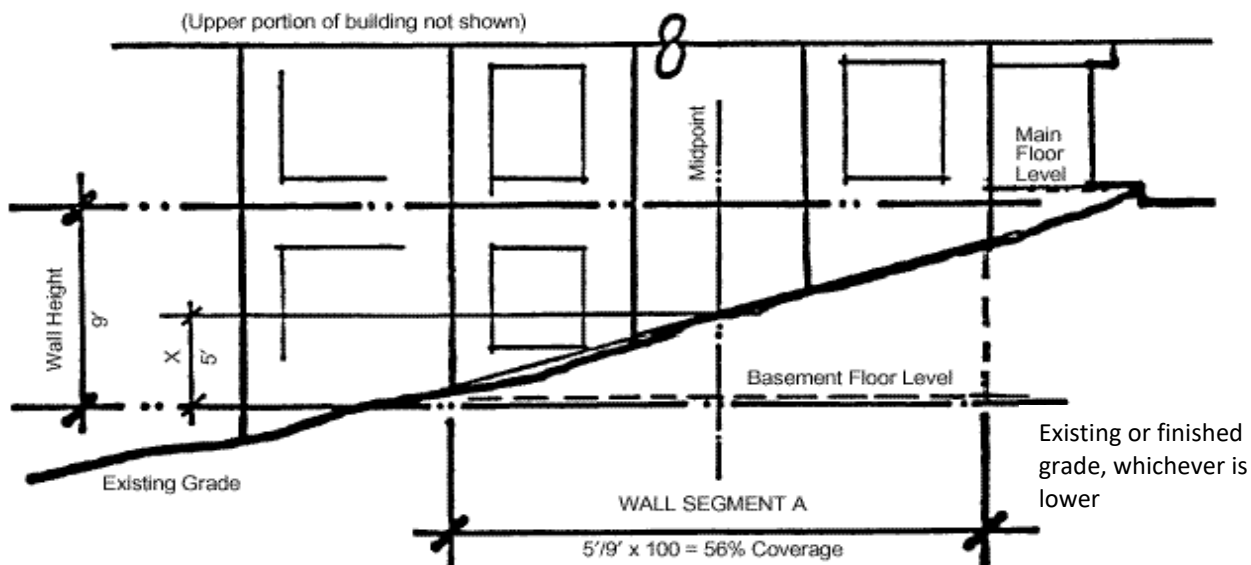 (Upper portion of building not shown)
8
Midpoint
Main
Floor
Level
Wall Height
9'
X
5'
Basement Floor Level
Existing or finished
grade, whichever is
lower
Existing Grade
WALL SEGMENT A
5'/9' x 100 = 56% Coverage